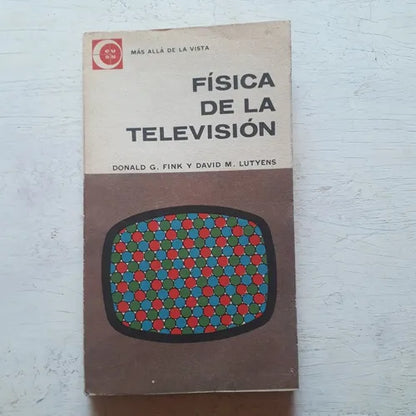 MÁS ALLÁ DE LA VISTA
FÍSICA
DE LA
TELEVISIÓN
DONALD G. FINK Y DAVID M. LUTYENS